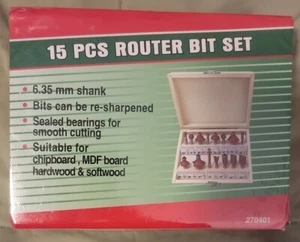 15 PCS ROUTER BIT SET
• 6.35 mm shank
• Bits can be re-sharpened
• Sealed bearings for
smooth cutting
• Suitable for
chipboard, MDF board
hardwood & softwood
270401